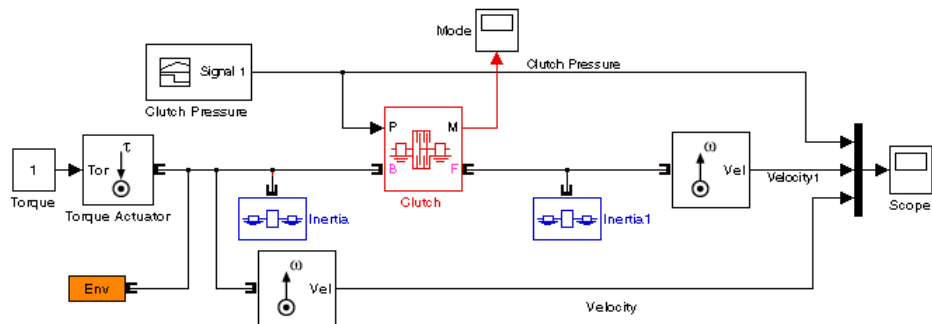 Mode
Signal 1
Clutch Pressure
Clutch Pressure
P
M
B
F
Clutch
1
Torque
Tor
τ
Torque Actuator
Inertia
Inertia1
ω
Vel
Velocity1
Scope
Env
ω
Vel
Velocity